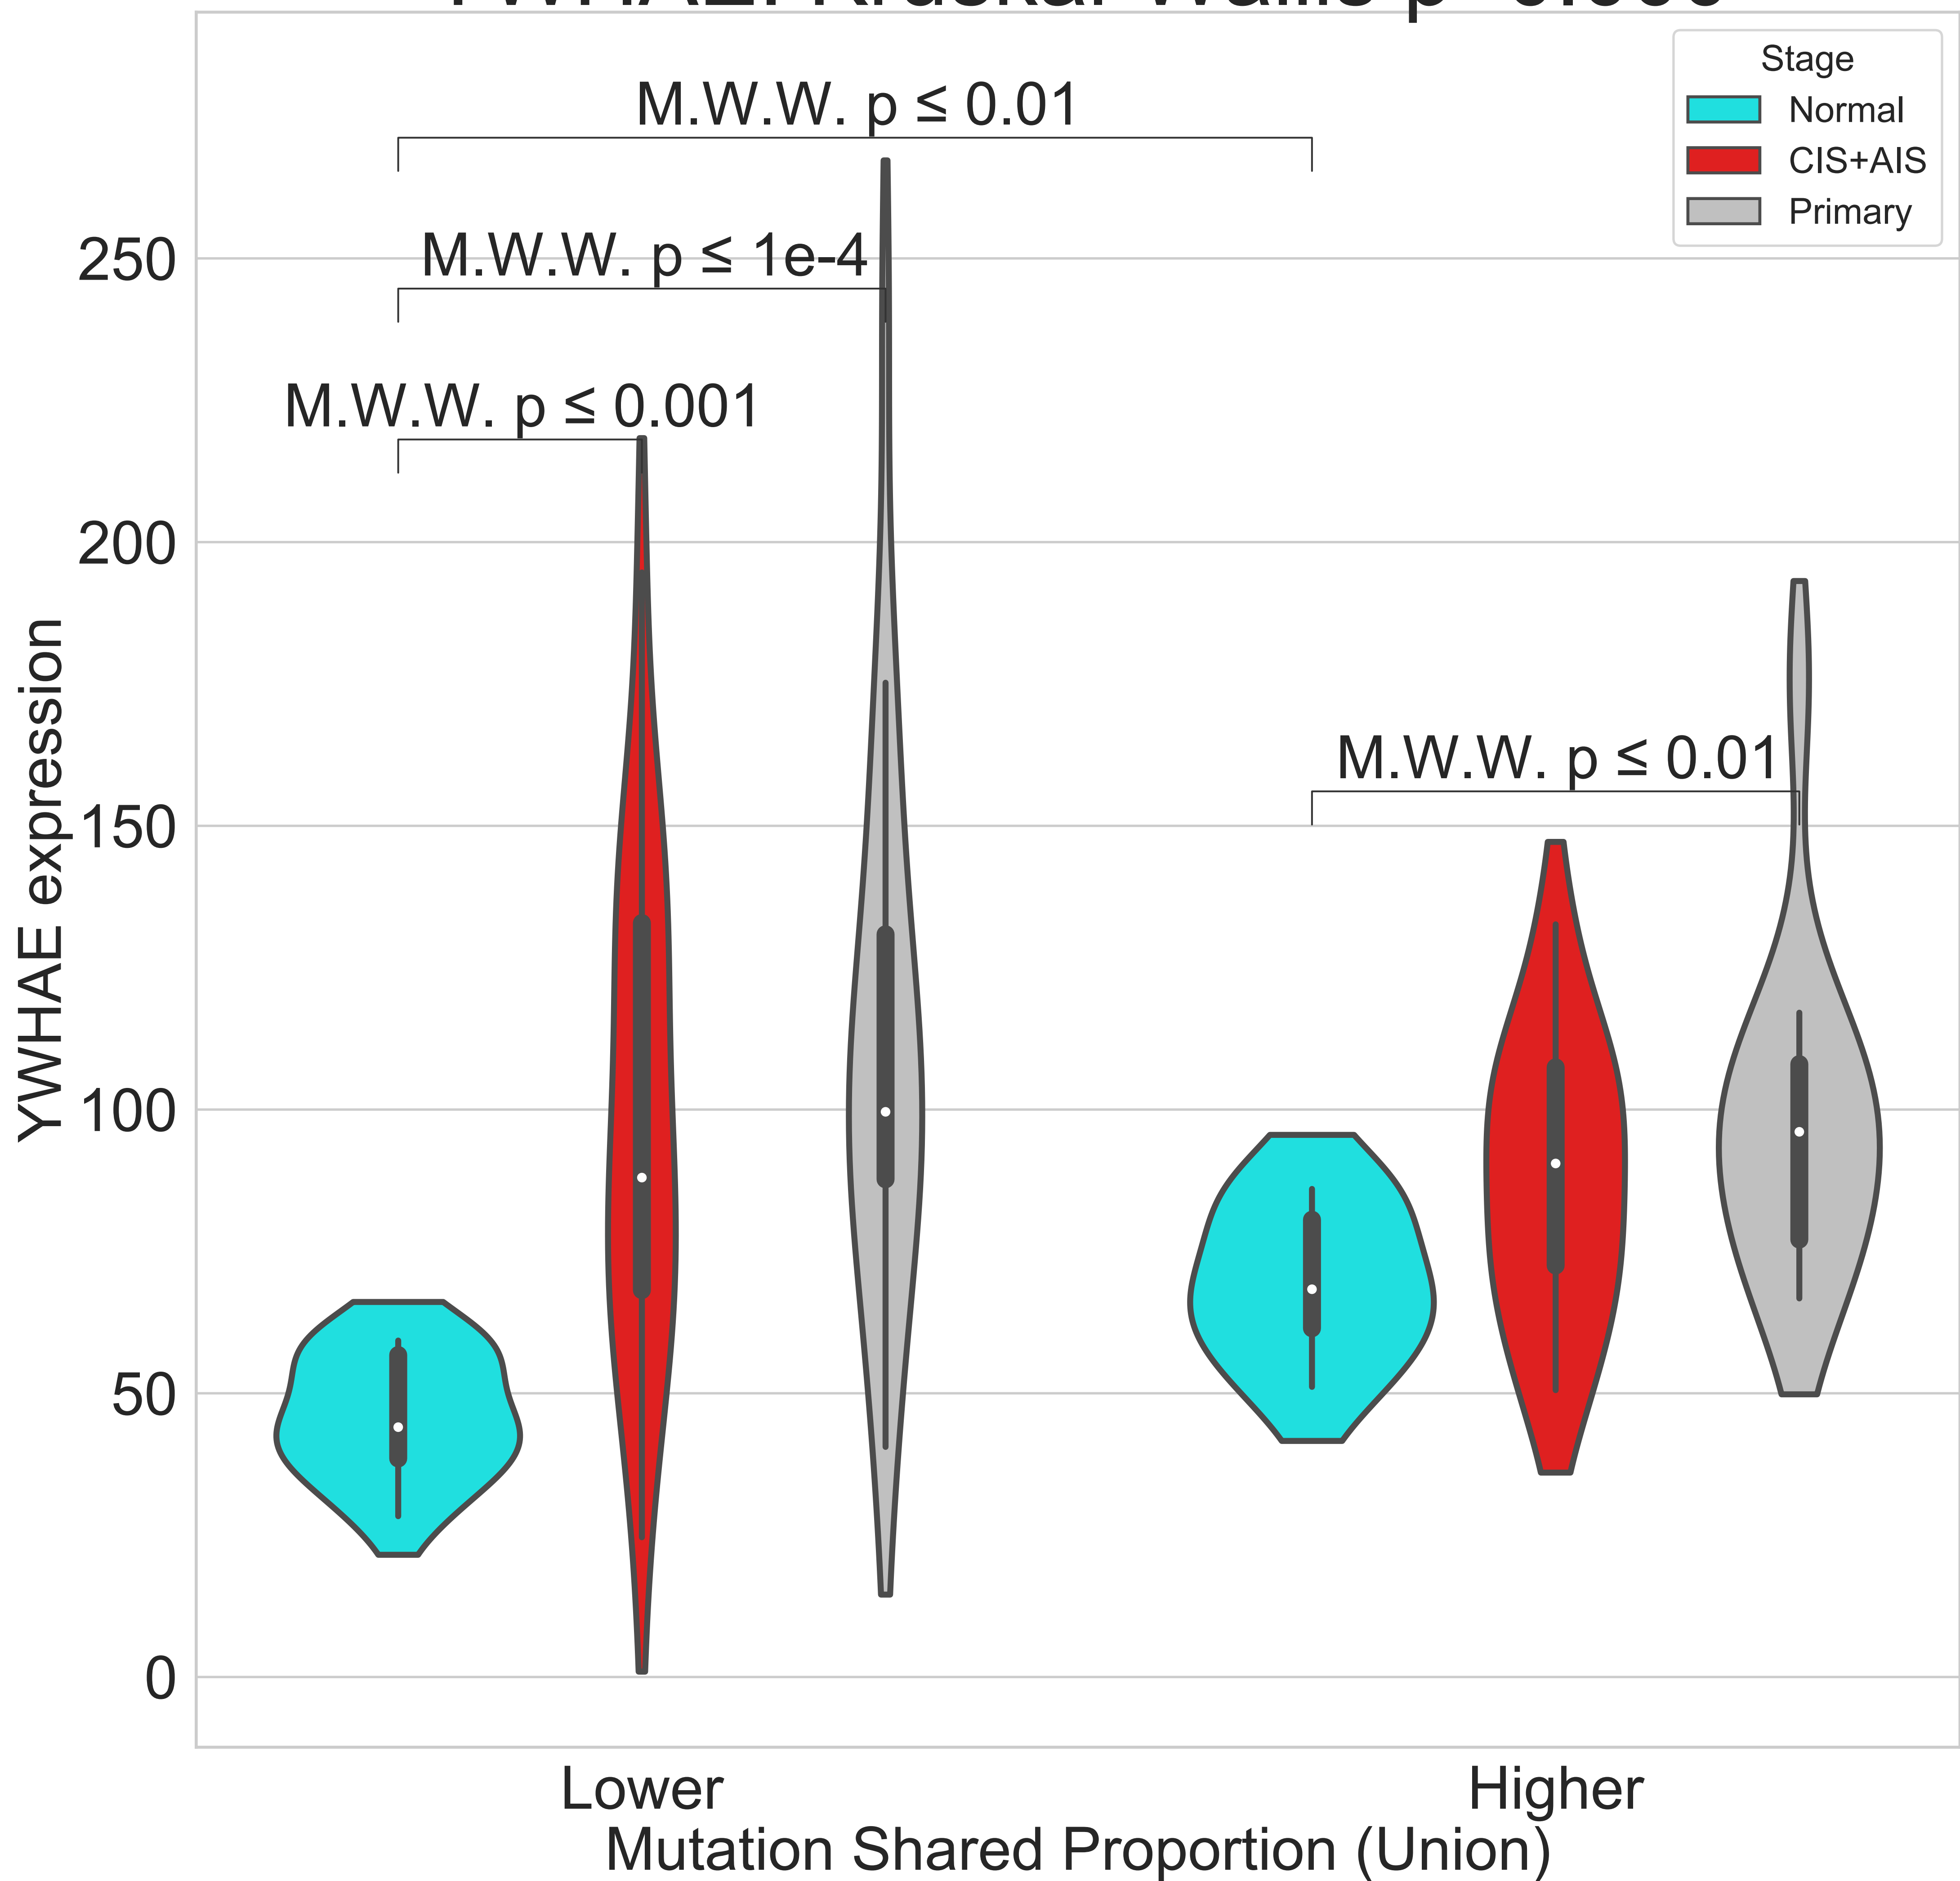 Stage
Normal
CIS+AIS
Primary
M.W.W. p ≤ 0.01
M.W.W. p ≤ 1e-4
M.W.W. p ≤ 0.001
M.W.W. p ≤ 0.01
250
200
150
100
50
0
YWHAE expression
Lower
Higher
Mutation Shared Proportion (Union)